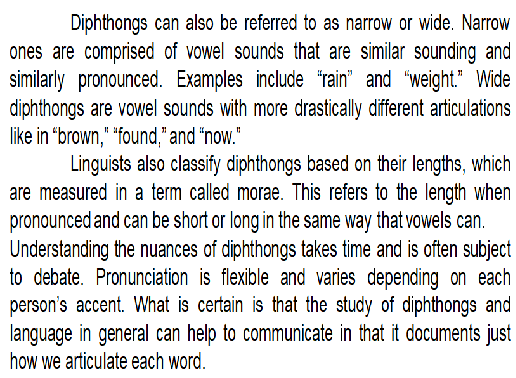 Diphthongs can also be referred to as narrow or wide. Narrow
ones are comprised of vowel sounds that are similar sounding and
similarly pronounced. Examples include “rain” and “weight.” Wide
diphthongs are vowel sounds with more drastically different articulations
like in “brown,” “found,” and “now.”
Linguists also classify diphthongs based on their lengths, which
are measured in a term called morae. This refers to the length when
pronounced and can be short or long in the same way that vowels can.
Understanding the nuances of diphthongs takes time and is often subject
to debate. Pronunciation is flexible and varies depending on each
person’s accent. What is certain is that the study of diphthongs and
language in general can help to communicate in that it documents just
how we articulate each word.